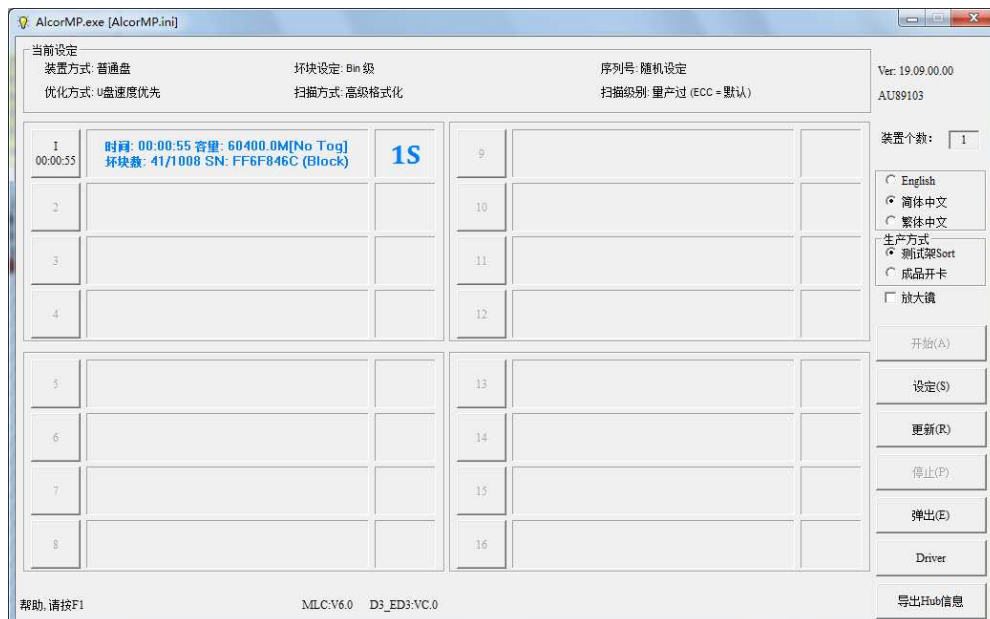 AlcorMP.exe [AlcorMP.ini]
当前设定
装置方式: 普通盘 坏块设定: Bin 级 序列号: 随机设定
优化方式: U盘速度优先 扫描方式: 高级格式化 扫描级别: 量产过 (ECC = 默认)
Ver: 19.09.00.00
AU89103
装置个数: 1
I
00:00:55
时间: 00:00:55 容量: 60400.0M[No Tog]
坏块数: 41/1008 SN: FF6F846C (Block)
1S
2
3
4
5
6
7
8
9
10
11
12
13
14
15
16
English
简体中文
繁体中文
生产方式
测试架Sort
成品开卡
放大镜
开始(A)
设定(S)
更新(R)
停止(P)
弹出(E)
Driver
导出Hub信息
帮助, 请按F1 MLC:V6.0 D3_ED3:VC.0